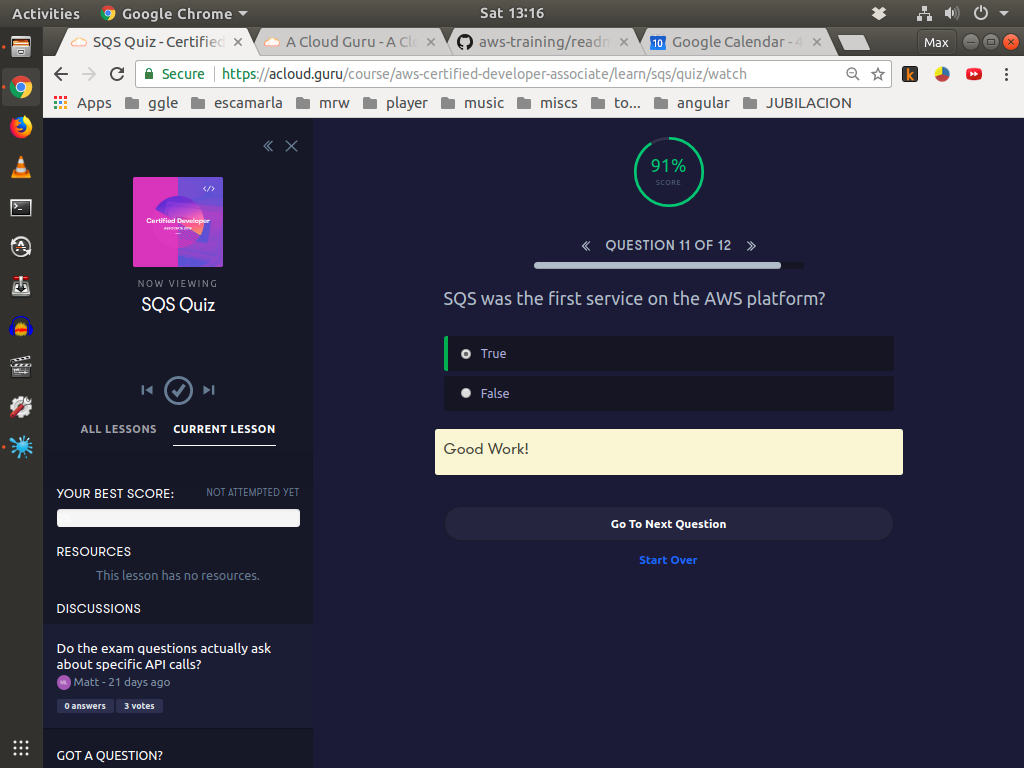 Activities Google Chrome Sat 13:16
SQS Quiz - Certified A Cloud Guru - A Clo aws-training/readn Google Calendar - 4 Max
Secure https://acloud.guru/course/aws-certified-developer-associate/learn/sqs/quiz/watch
Apps ggle escamarla mrw player music miscs to... angular JUBILACION
</>
Certified Developer
NOW VIEWING
SQS Quiz
ALL LESSONS CURRENT LESSON
YOUR BEST SCORE: NOT ATTEMPTED YET
RESOURCES
This lesson has no resources.
DISCUSSIONS
Do the exam questions actually ask
about specific API calls?
Matt - 21 days ago
0 answers 3 votes
GOT A QUESTION?
91%
SCORE
« QUESTION 11 OF 12 »
SQS was the first service on the AWS platform?
True
False
Good Work!
Go To Next Question
Start Over